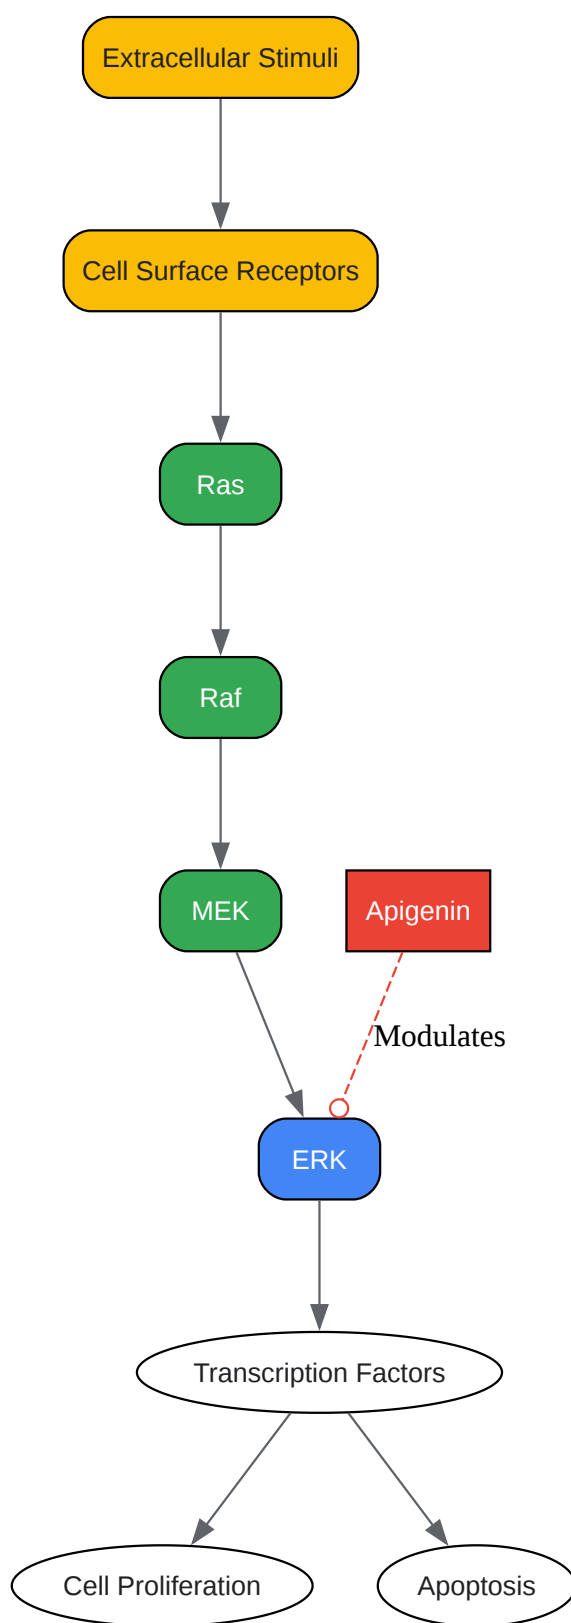 Extracellular Stimuli
Cell Surface Receptors
Ras
Raf
MEK
Apigenin
Modulates
ERK
Transcription Factors
Cell Proliferation
Apoptosis